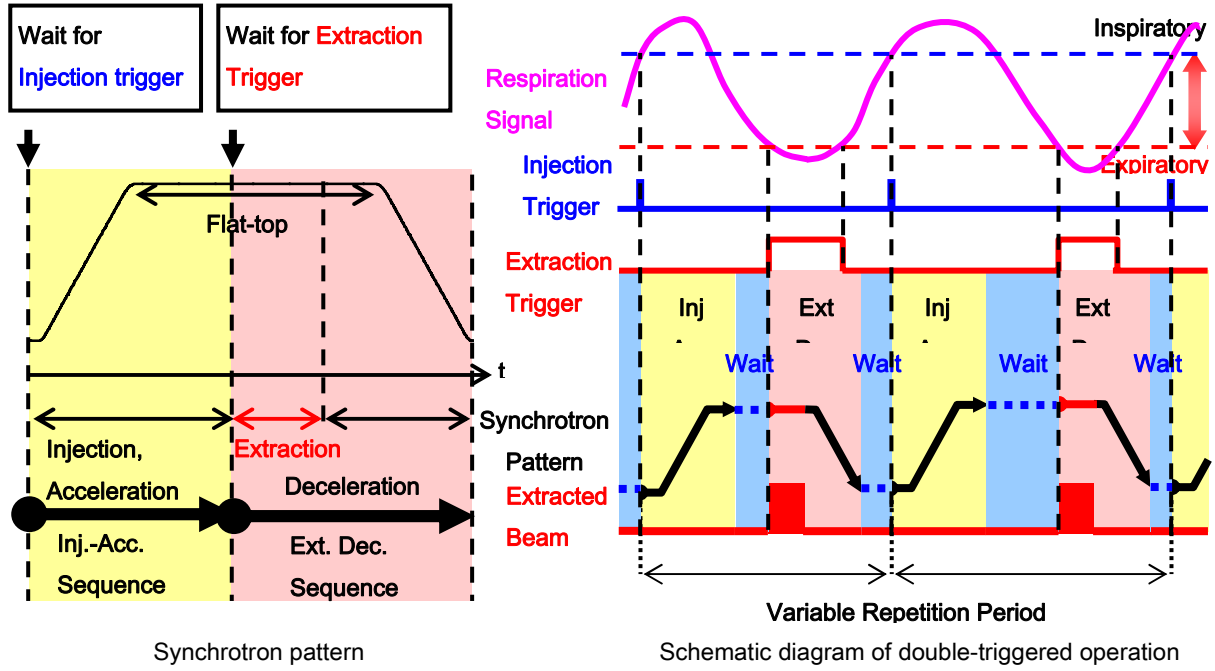 Wait for
Injection trigger
Wait for Extraction
Trigger
Flat-top
t
Injection,
Acceleration
Extraction
Deceleration
Inj.-Acc.
Sequence
Ext. Dec.
Sequence
Synchrotron pattern
Inspiratory
Respiration
Signal
Expiratory
Injection
Trigger
Extraction
Trigger
Inj
Ext
Inj
Ext
Wait
Wait
Wait
Synchrotron
Pattern
Extracted
Beam
Variable Repetition Period
Schematic diagram of double-triggered operation